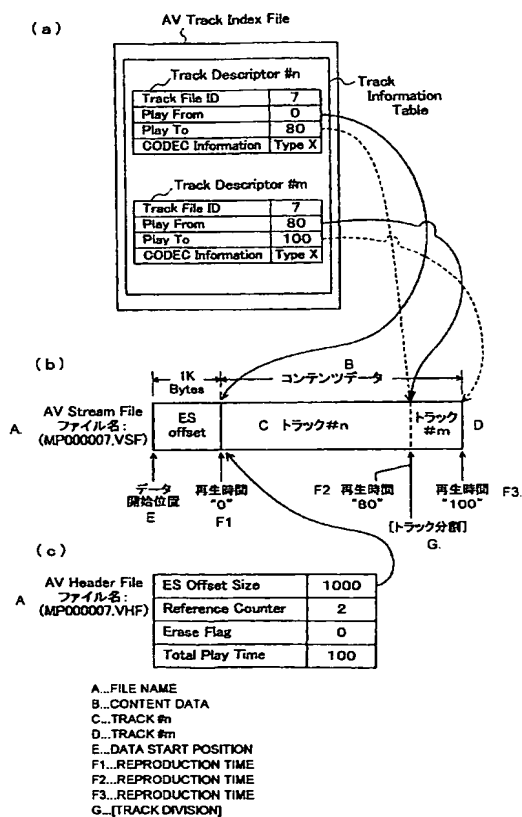 (a)
AV Track Index File
Track Descriptor #n
Track File ID 7
Play From 0
Play To 80
CODEC Information Type X
Track Information Table
Track Descriptor #m
Track File ID 7
Play From 80
Play To 100
CODEC Information Type X
(b)
1K Bytes
B
コンテンツデータ
A.
AV Stream File
ファイル名:
(MP000007.VSF)
ES offset
C トラック#n
トラック #m
D
データ
開始位置
E
再生時間
"0"
F1
F2 再生時間
"80"
再生時間
"100"
F3.
[トラック分割]
G.
(c)
A
AV Header File
ファイル名:
(MP000007.VHF)
ES Offset Size 1000
Reference Counter 2
Erase Flag 0
Total Play Time 100
A...FILE NAME
B...CONTENT DATA
C...TRACK #n
D...TRACK #m
E...DATA START POSITION
F1...REPRODUCTION TIME
F2...REPRODUCTION TIME
F3...REPRODUCTION TIME
G...[TRACK DIVISION]